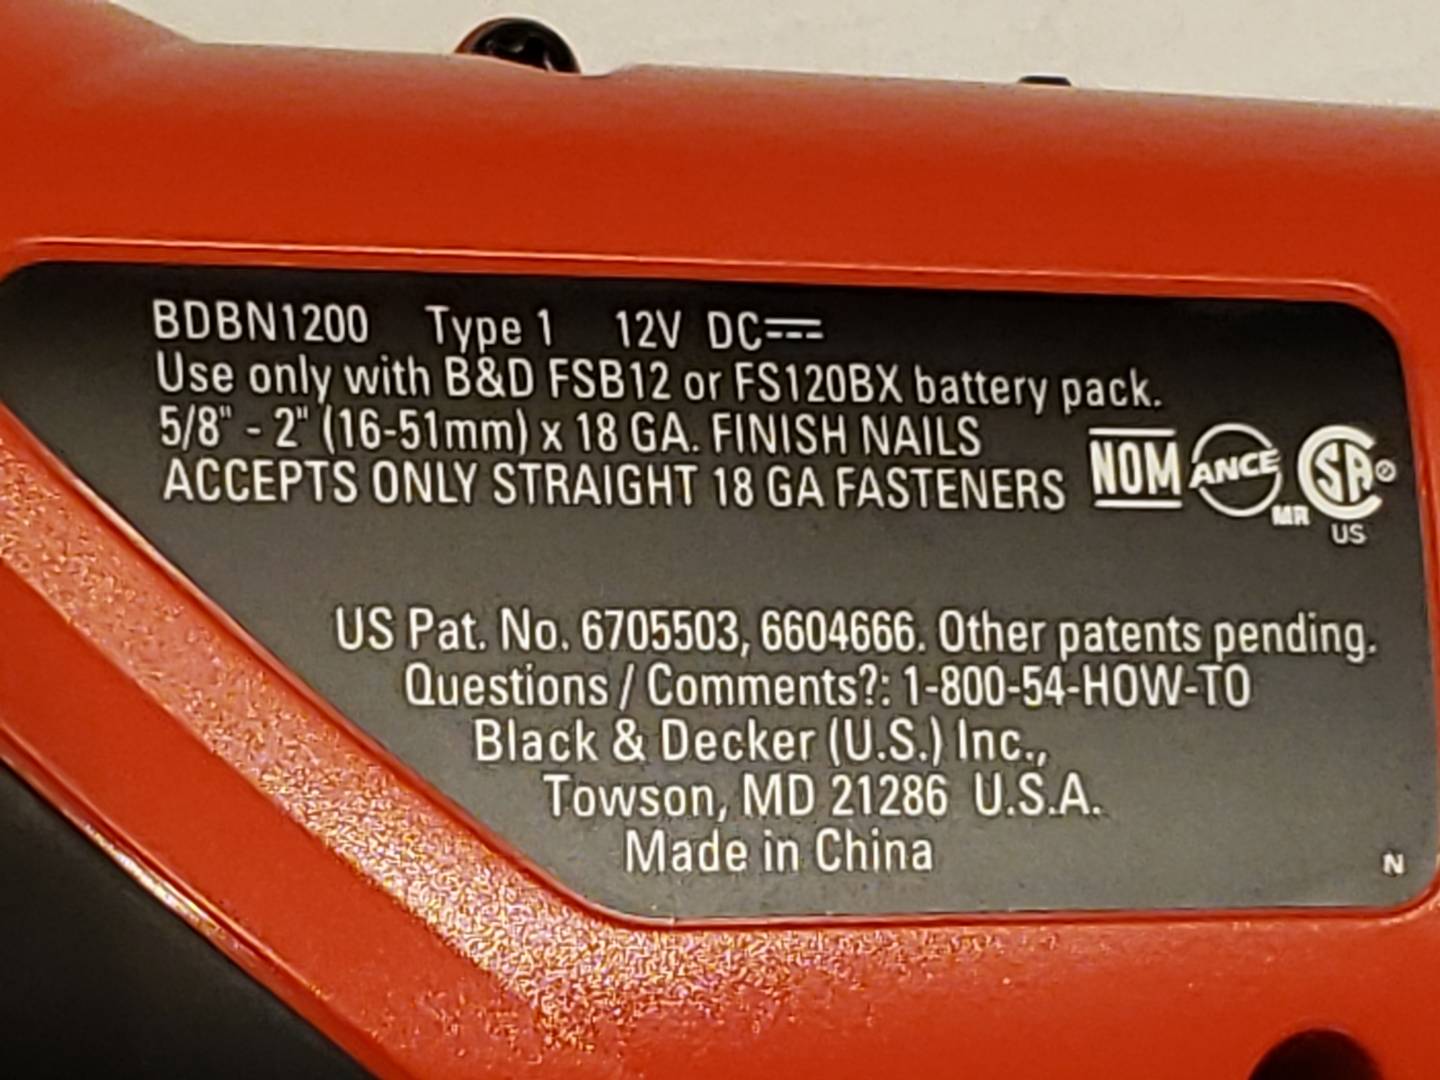 BDBN1200 Type 1 12V DC⎓
Use only with B&D FSB12 or FS120BX battery pack.
5/8" - 2" (16-51mm) x 18 GA. FINISH NAILS
ACCEPTS ONLY STRAIGHT 18 GA FASTENERS
NOM ANCE MR SA ® US
US Pat. No. 6705503, 6604666. Other patents pending.
Questions / Comments?: 1-800-54-HOW-TO
Black & Decker (U.S.) Inc.,
Towson, MD 21286 U.S.A.
Made in China
N